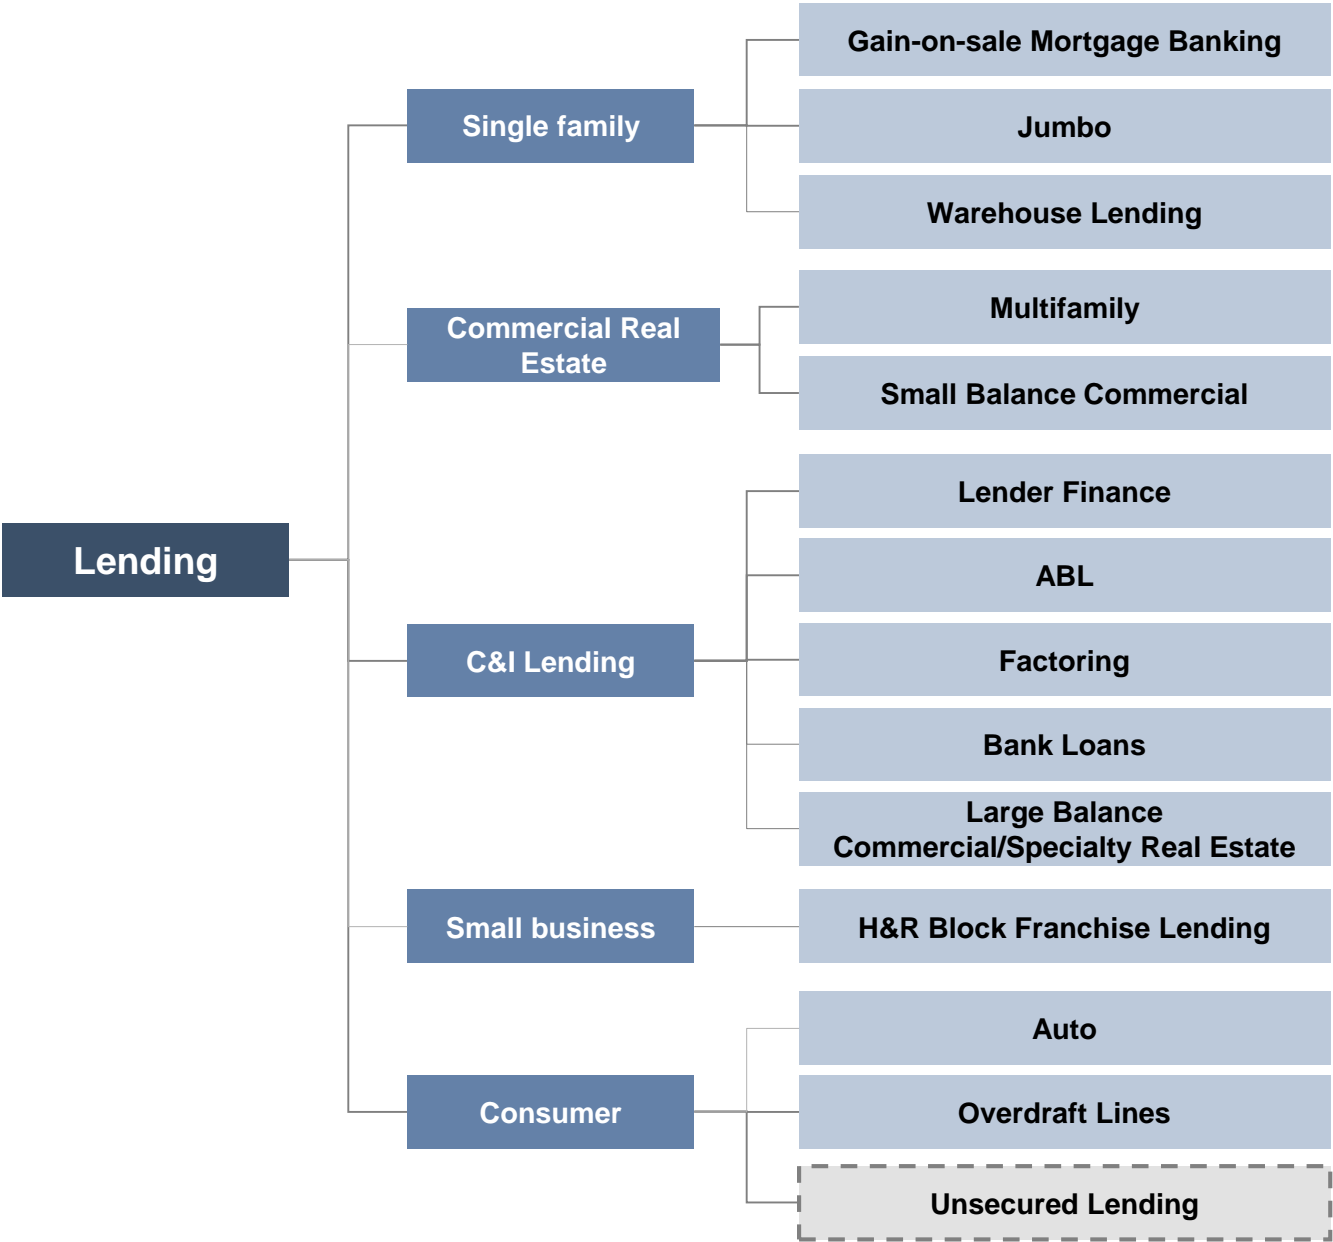 Lending
Single family
Gain-on-sale Mortgage Banking
Jumbo
Warehouse Lending
Commercial Real
Estate
Multifamily
Small Balance Commercial
C&I Lending
Lender Finance
ABL
Factoring
Bank Loans
Large Balance
Commercial/Specialty Real Estate
Small business
H&R Block Franchise Lending
Consumer
Auto
Overdraft Lines
Unsecured Lending